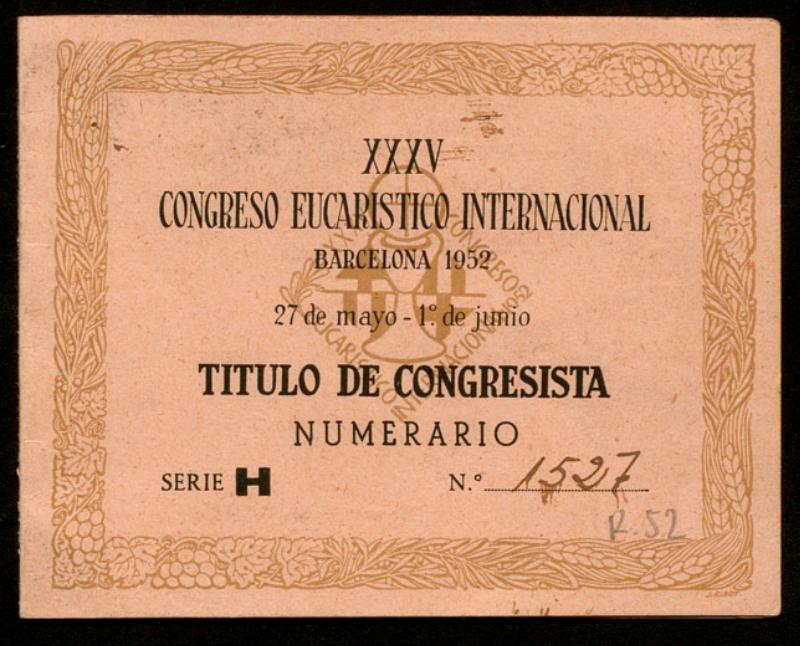 XXXV
CONGRESO EUCARISTICO INTERNACIONAL
BARCELONA 1952
27 de mayo - 1.º de junio
TITULO DE CONGRESISTA
NUMERARIO
SERIE H N.º 1527
R.52